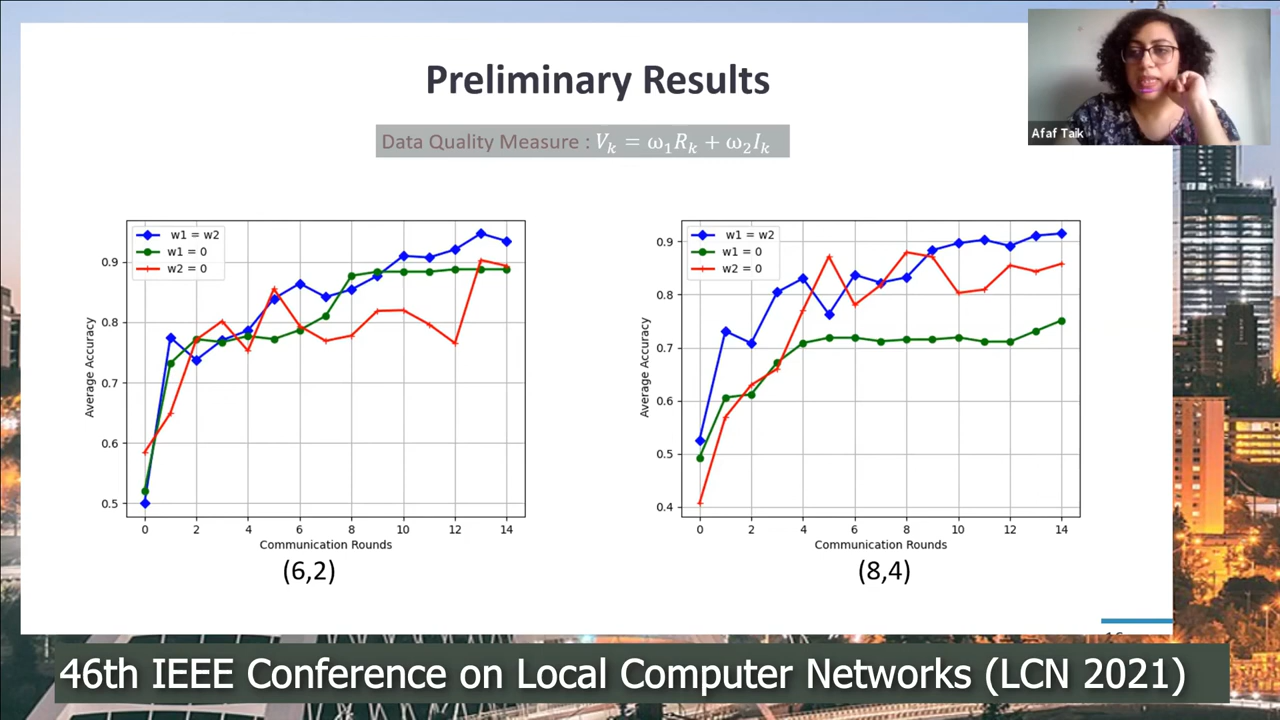 Preliminary Results
Data Quality Measure : Vₖ = ω₁Rₖ + ω₂Iₖ
Afaf Taik
w1 = w2
w1 = 0
w2 = 0
0.9
0.8
0.7
0.6
0.5
Average Accuracy
0 2 4 6 8 10 12 14
Communication Rounds
(6,2)
w1 = w2
w1 = 0
w2 = 0
0.9
0.8
0.7
0.6
0.5
0.4
Average Accuracy
0 2 4 6 8 10 12 14
Communication Rounds
(8,4)
46th IEEE Conference on Local Computer Networks (LCN 2021)